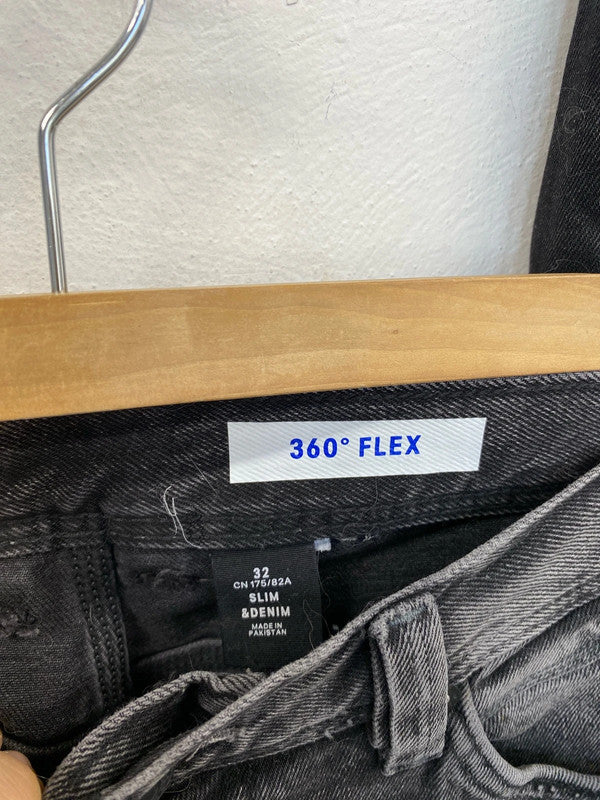 360° FLEX
32
CN 175/82A
SLIM
&DENIM
MADE IN
PAKISTAN